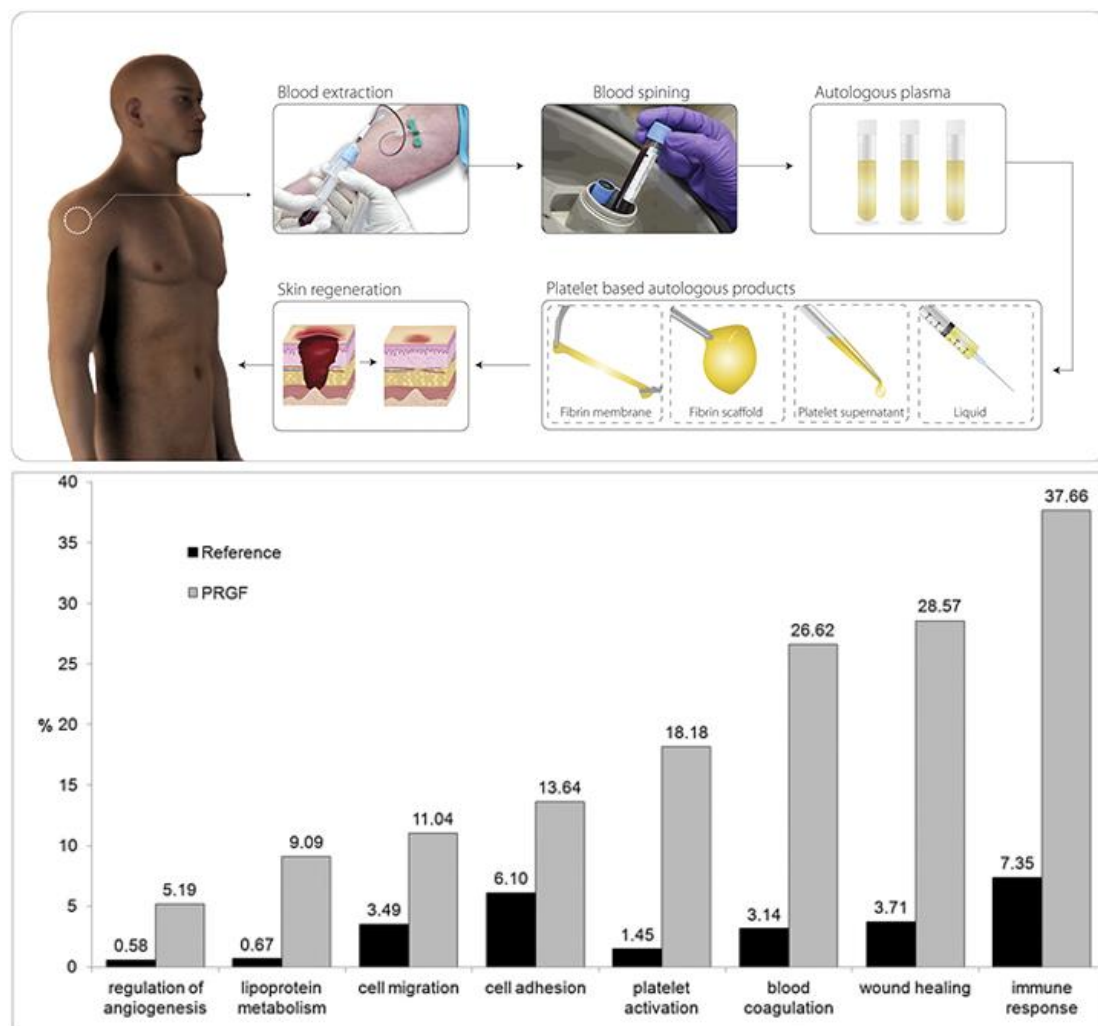 Blood extraction
Blood spining
Autologous plasma
Skin regeneration
Platelet based autologous products
Fibrin membrane
Fibrin scaffold
Platelet supernatant
Liquid
40
35
30
25
% 20
15
10
5
0
Reference
PRGF
0.58
5.19
0.67
9.09
3.49
11.04
6.10
13.64
1.45
18.18
3.14
26.62
3.71
28.57
7.35
37.66
regulation of
angiogenesis
lipoprotein
metabolism
cell migration
cell adhesion
platelet
activation
blood
coagulation
wound healing
immune
response